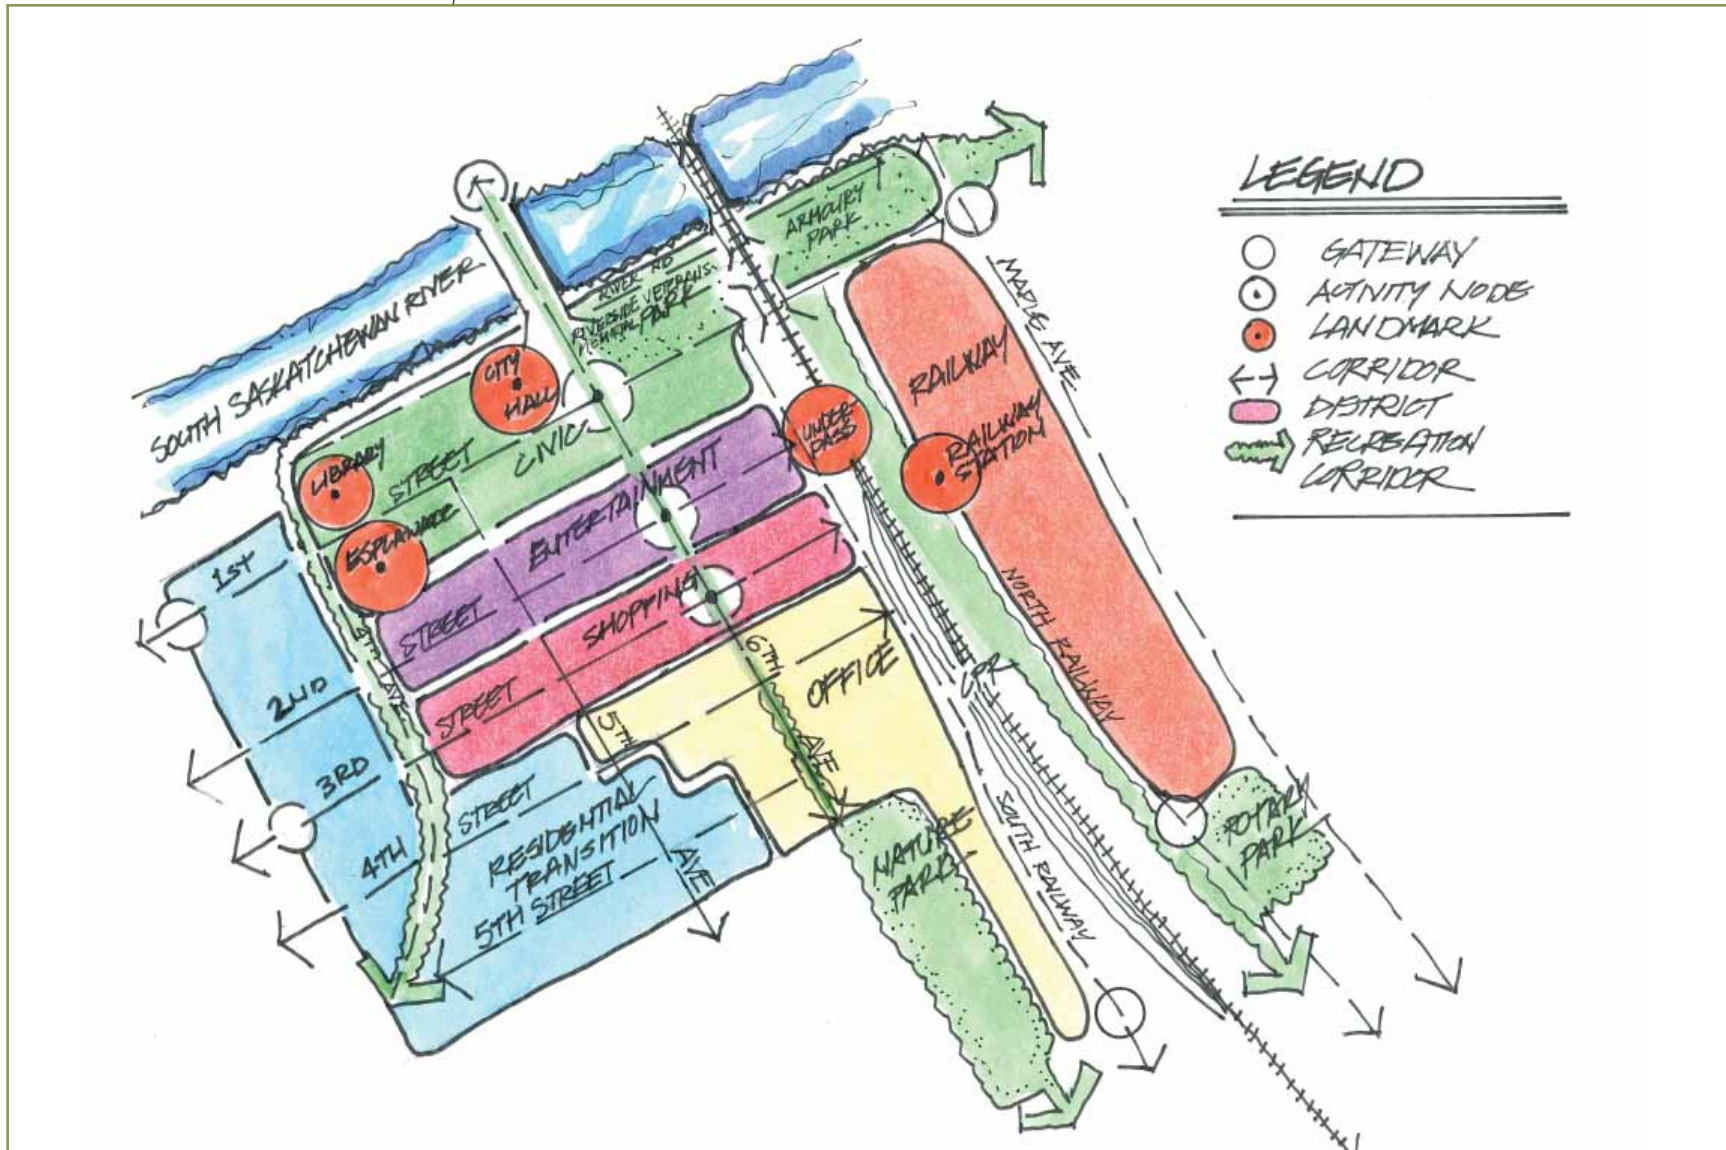 LEGEND
GATEWAY
ACTIVITY NODE
LANDMARK
CORRIDOR
DISTRICT
RECREATION
CORRIDOR
SOUTH SASKATCHEWAN RIVER
ARMOURY
PARK
RIVER RD
RIVERSIDE VETERANS
MEMORIAL PARK
MAPLE AVE.
CITY
HALL
CIVIC
STREET
LIBRARY
ESPLANADE
UNDER-
PASS
RAILWAY
RAILWAY
STATION
ENTERTAINMENT
STREET
SHOPPING
STREET
1ST
2ND
3RD
4TH
STREET
4TH AVE
5TH
AVE
6TH
AVE
OFFICE
NORTH RAILWAY
CPR
SOUTH RAILWAY
RESIDENTIAL
TRANSITION
5TH STREET
NATURE
PARK
ROTARY
PARK